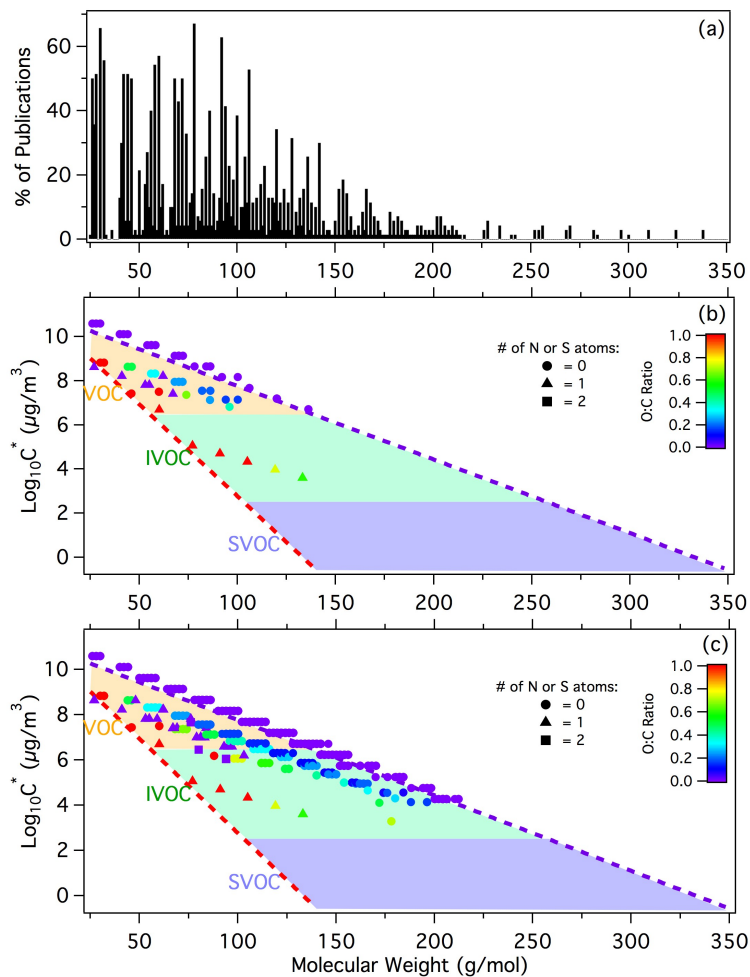 (a)
% of Publications
60
40
20
0
50 100 150 200 250 300 350
(b)
Log10C* (µg/m3)
10
8
6
4
2
0
VOC
IVOC
SVOC
# of N or S atoms:
= 0
= 1
= 2
O:C Ratio
1.0
0.8
0.6
0.4
0.2
0.0
50 100 150 200 250 300 350
(c)
Log10C* (µg/m3)
10
8
6
4
2
0
VOC
IVOC
SVOC
# of N or S atoms:
= 0
= 1
= 2
O:C Ratio
1.0
0.8
0.6
0.4
0.2
0.0
50 100 150 200 250 300 350
Molecular Weight (g/mol)